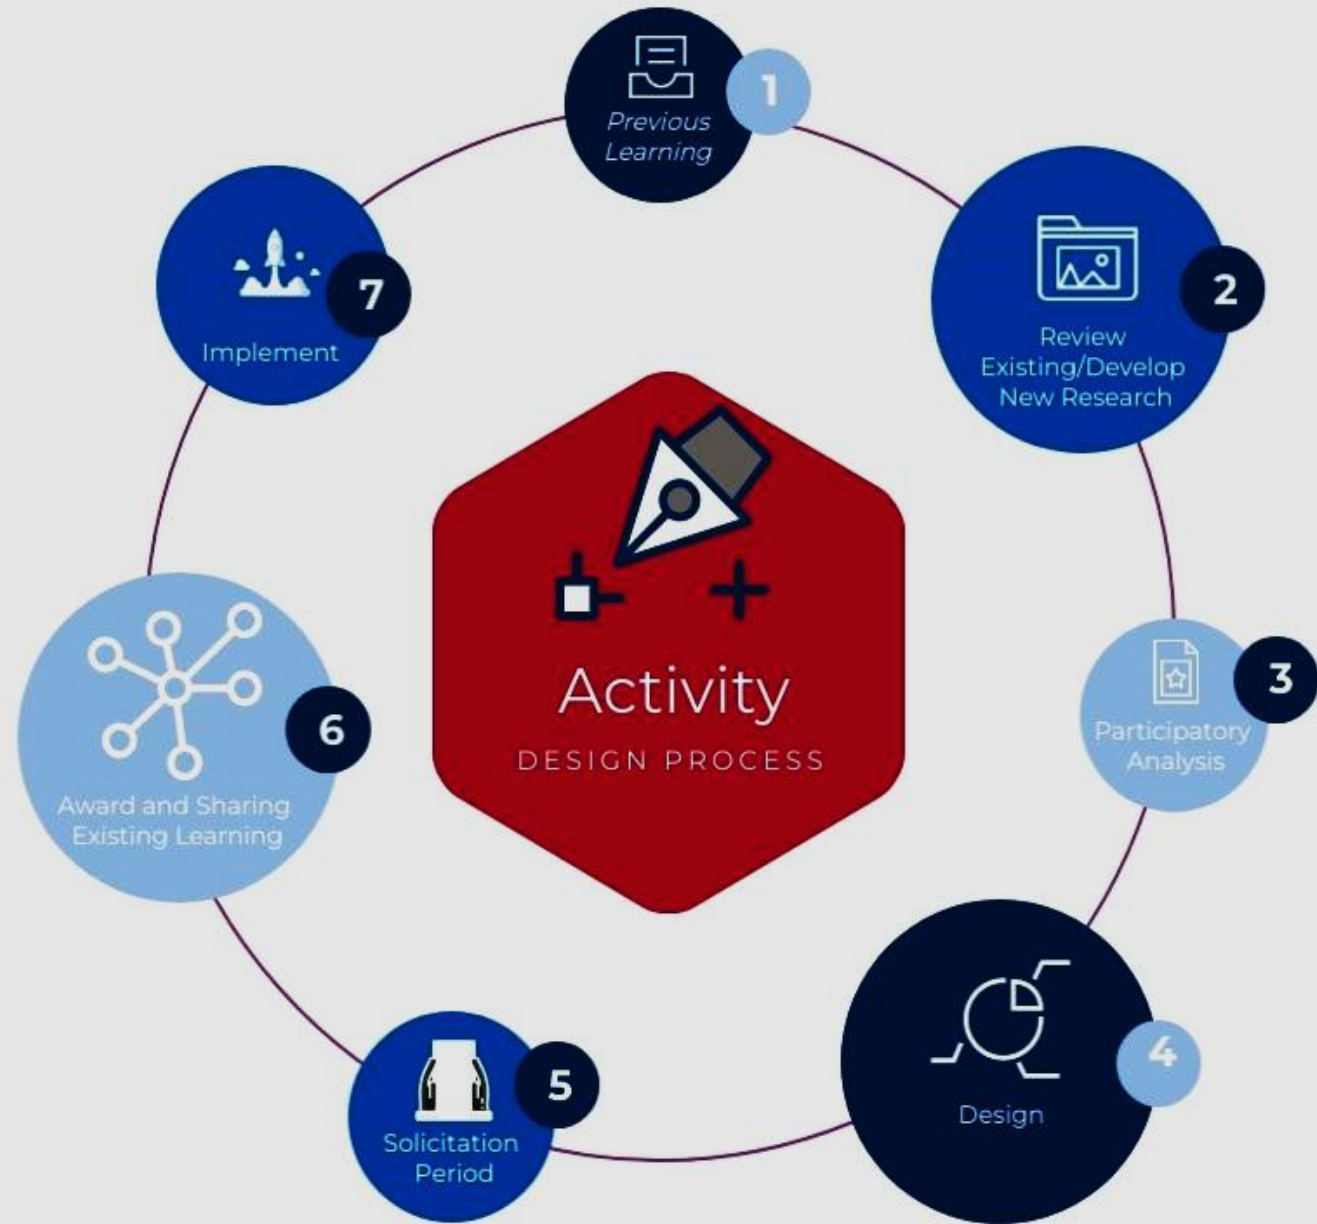 1
Previous
Learning
2
Review
Existing/Develop
New Research
3
Participatory
Analysis
4
Design
5
Solicitation
Period
6
Award and Sharing
Existing Learning
7
Implement
Activity
DESIGN PROCESS